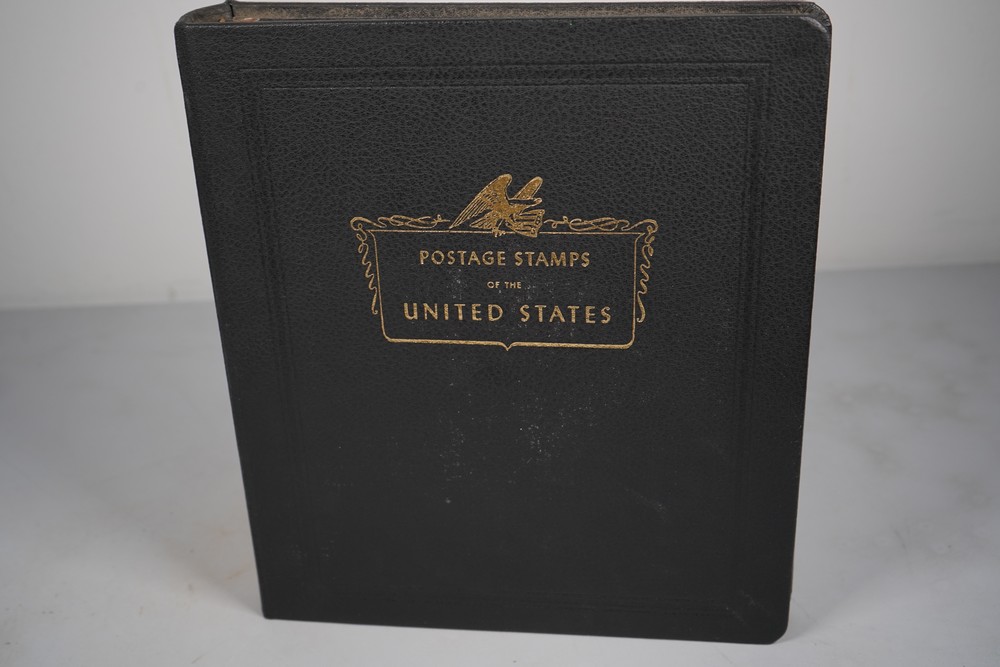 POSTAGE STAMPS
OF THE
UNITED STATES